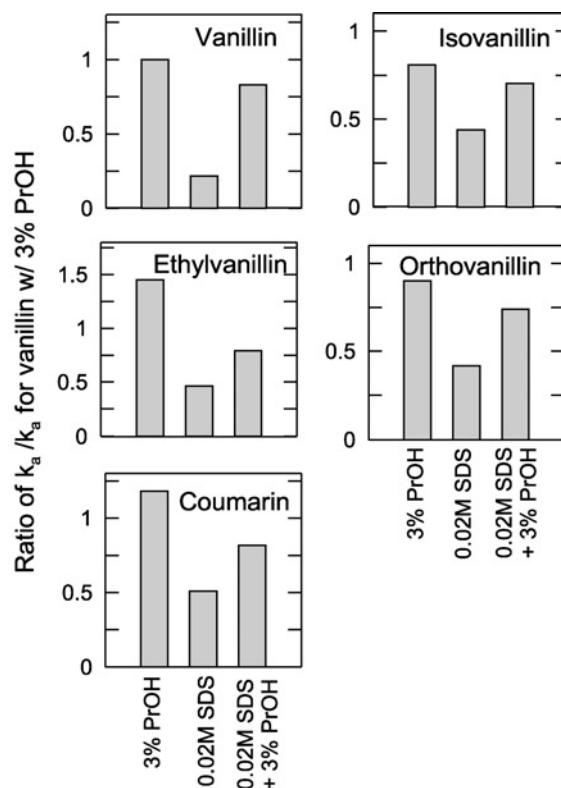 Ratio of ka /ka for vanillin w/ 3% PrOH
Vanillin
1
0.5
0
Isovanillin
1
0.5
0
Ethylvanillin
1.5
1
0.5
0
Orthovanillin
1
0.5
0
3% PrOH
0.02M SDS
0.02M SDS
+ 3% PrOH
Coumarin
1
0.5
0
3% PrOH
0.02M SDS
0.02M SDS
+ 3% PrOH